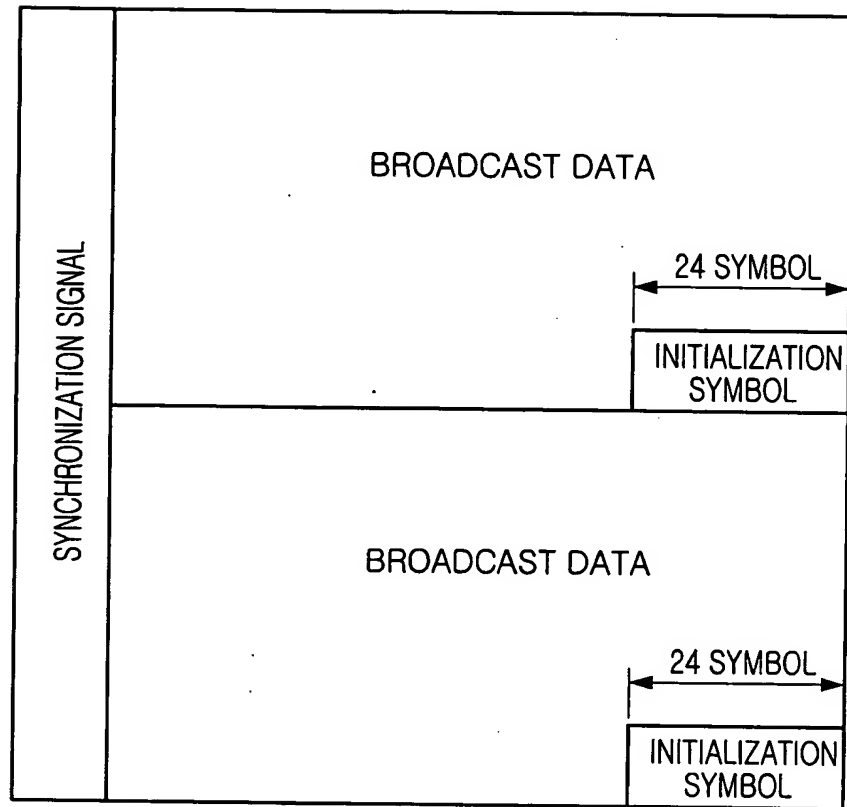 SYNCHRONIZATION SIGNAL
BROADCAST DATA
24 SYMBOL
INITIALIZATION
SYMBOL
BROADCAST DATA
24 SYMBOL
INITIALIZATION
SYMBOL